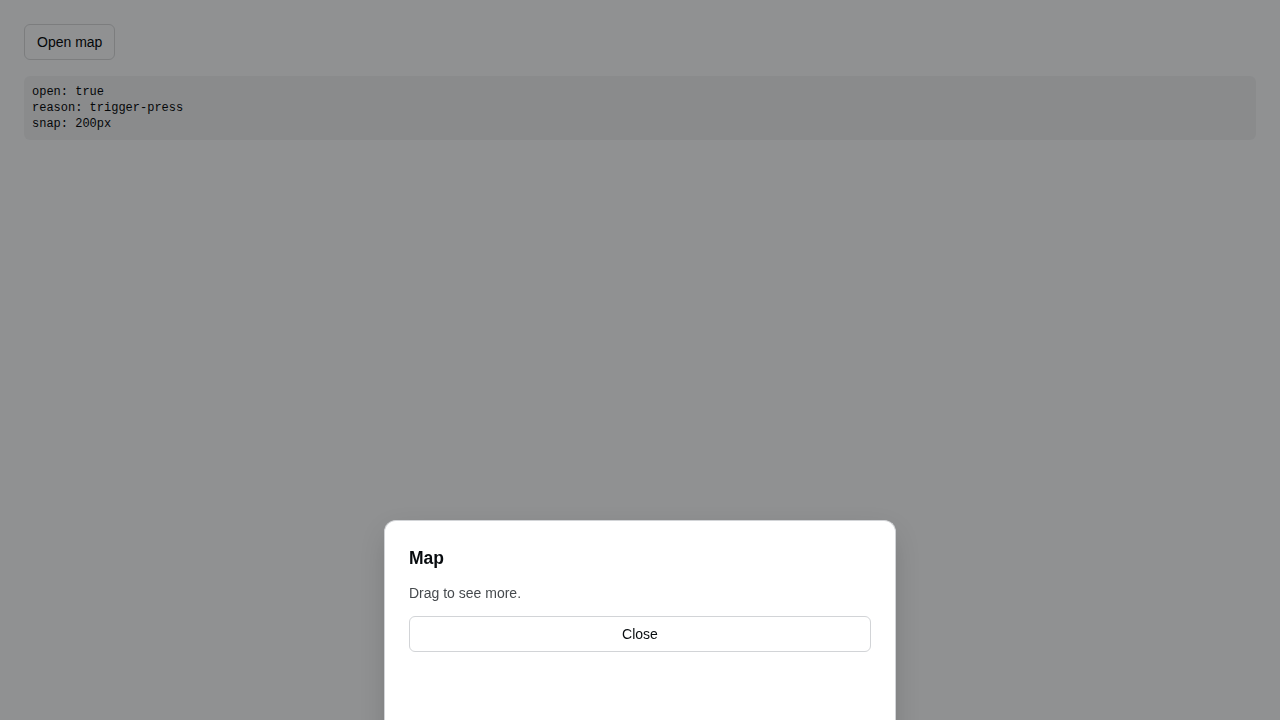 Open map
open: true
reason: trigger-press
snap: 200px
Map
Drag to see more.
Close